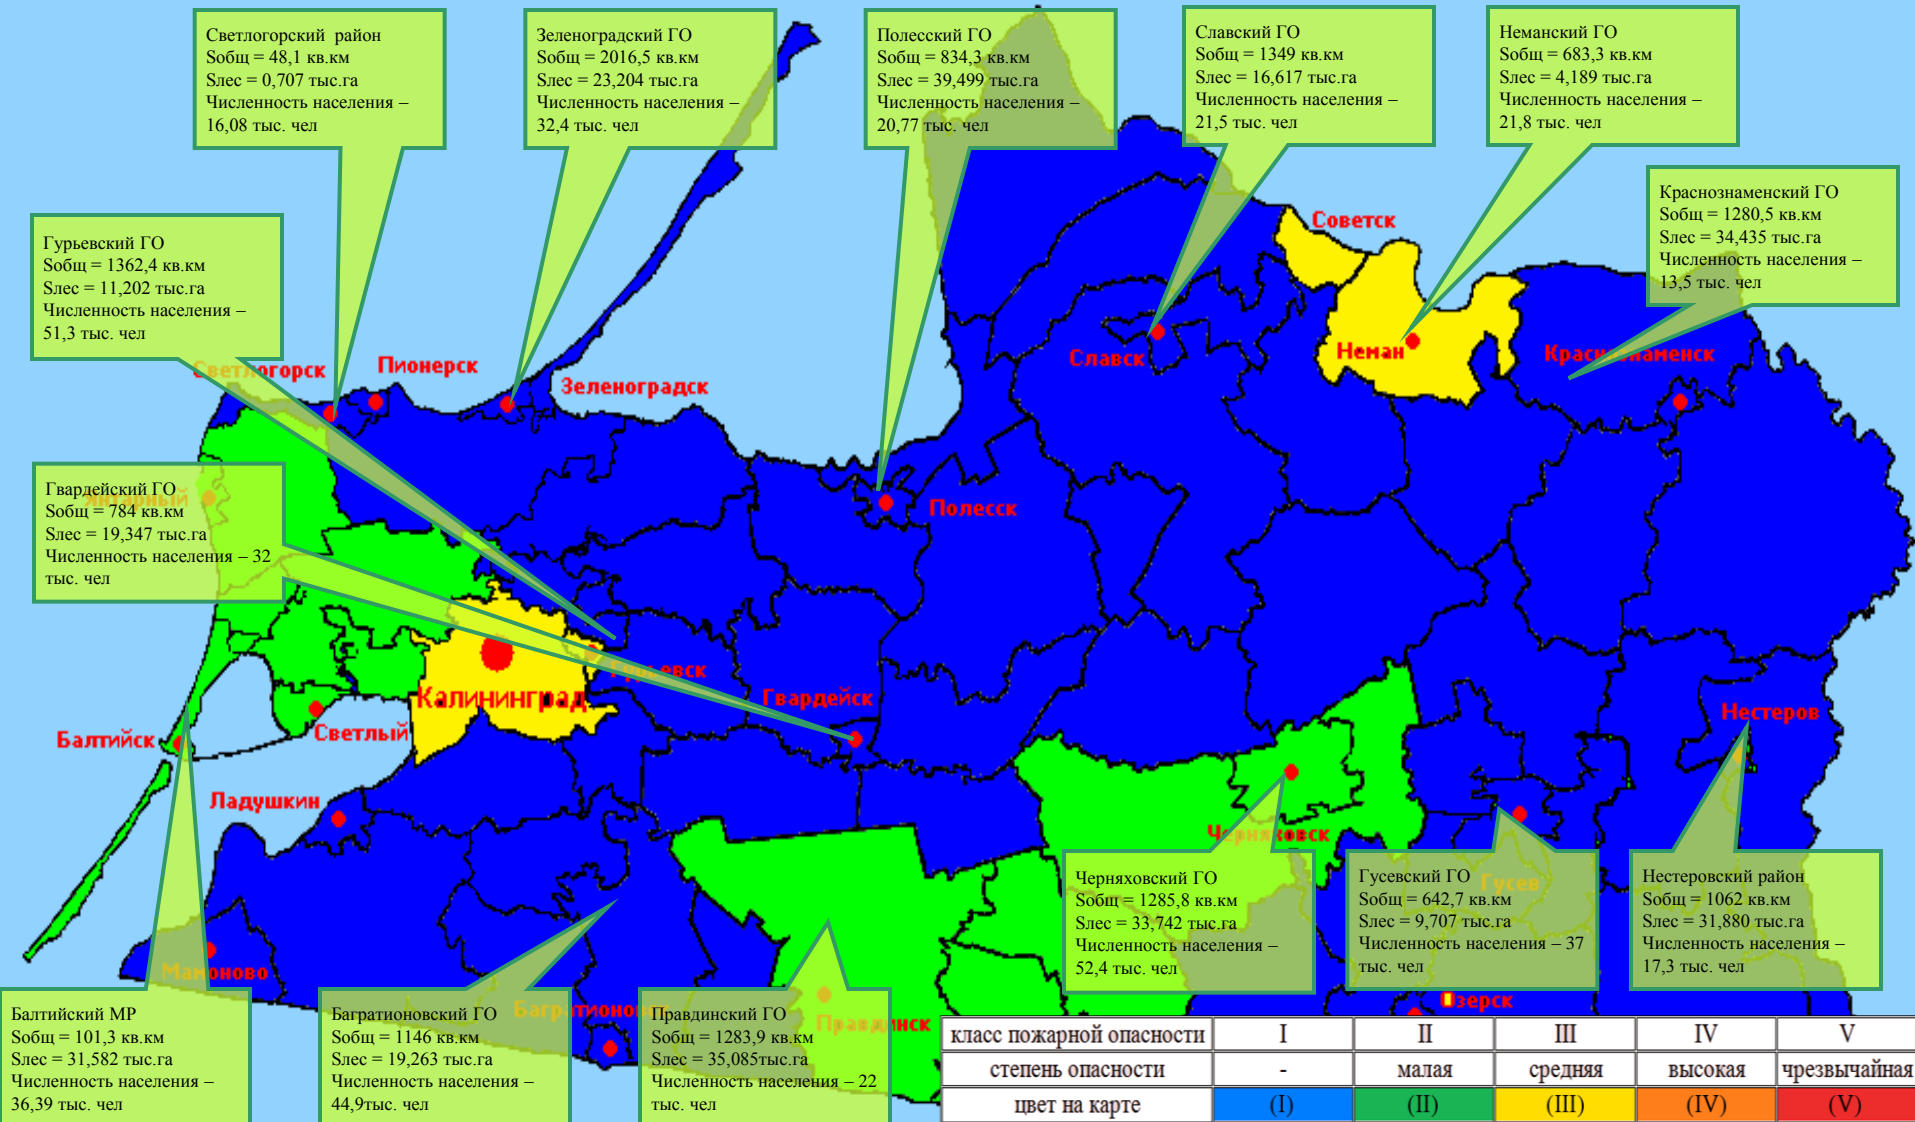 Светлогорский район
Sобщ = 48,1 кв.км
Sлес = 0,707 тыс.га
Численность населения –
16,08 тыс. чел
Зеленоградский ГО
Sобщ = 2016,5 кв.км
Sлес = 23,204 тыс.га
Численность населения –
32,4 тыс. чел
Полесский ГО
Sобщ = 834,3 кв.км
Sлес = 39,499 тыс.га
Численность населения –
20,77 тыс. чел
Славский ГО
Sобщ = 1349 кв.км
Sлес = 16,617 тыс.га
Численность населения –
21,5 тыс. чел
Неманский ГО
Sобщ = 683,3 кв.км
Sлес = 4,189 тыс.га
Численность населения –
21,8 тыс. чел
Краснознаменский ГО
Sобщ = 1280,5 кв.км
Sлес = 34,435 тыс.га
Численность населения –
13,5 тыс. чел
Гурьевский ГО
Sобщ = 1362,4 кв.км
Sлес = 11,202 тыс.га
Численность населения –
51,3 тыс. чел
Советск
Светлогорск
Пионерск
Зеленоградск
Славск
Неман
Краснознаменск
Гвардейский ГО
Sобщ = 784 кв.км
Sлес = 19,347 тыс.га
Численность населения – 32
тыс. чел
Янтарный
Полесск
Гурьевск
Калининград
Гвардейск
Нестеров
Балтийск
Светлый
Ладушкин
Черняховск
Гусев
Мамоново
Багратионовск
Правдинск
Озерск
Черняховский ГО
Sобщ = 1285,8 кв.км
Sлес = 33,742 тыс.га
Численность населения –
52,4 тыс. чел
Гусевский ГО
Sобщ = 642,7 кв.км
Sлес = 9,707 тыс.га
Численность населения – 37
тыс. чел
Нестеровский район
Sобщ = 1062 кв.км
Sлес = 31,880 тыс.га
Численность населения –
17,3 тыс. чел
Балтийский МР
Sобщ = 101,3 кв.км
Sлес = 31,582 тыс.га
Численность населения –
36,39 тыс. чел
Багратионовский ГО
Sобщ = 1146 кв.км
Sлес = 19,263 тыс.га
Численность населения –
44,9тыс. чел
Правдинский ГО
Sобщ = 1283,9 кв.км
Sлес = 35,085тыс.га
Численность населения – 22
тыс. чел
класс пожарной опасности I II III IV V
степень опасности - малая средняя высокая чрезвычайная
цвет на карте (I) (II) (III) (IV) (V)